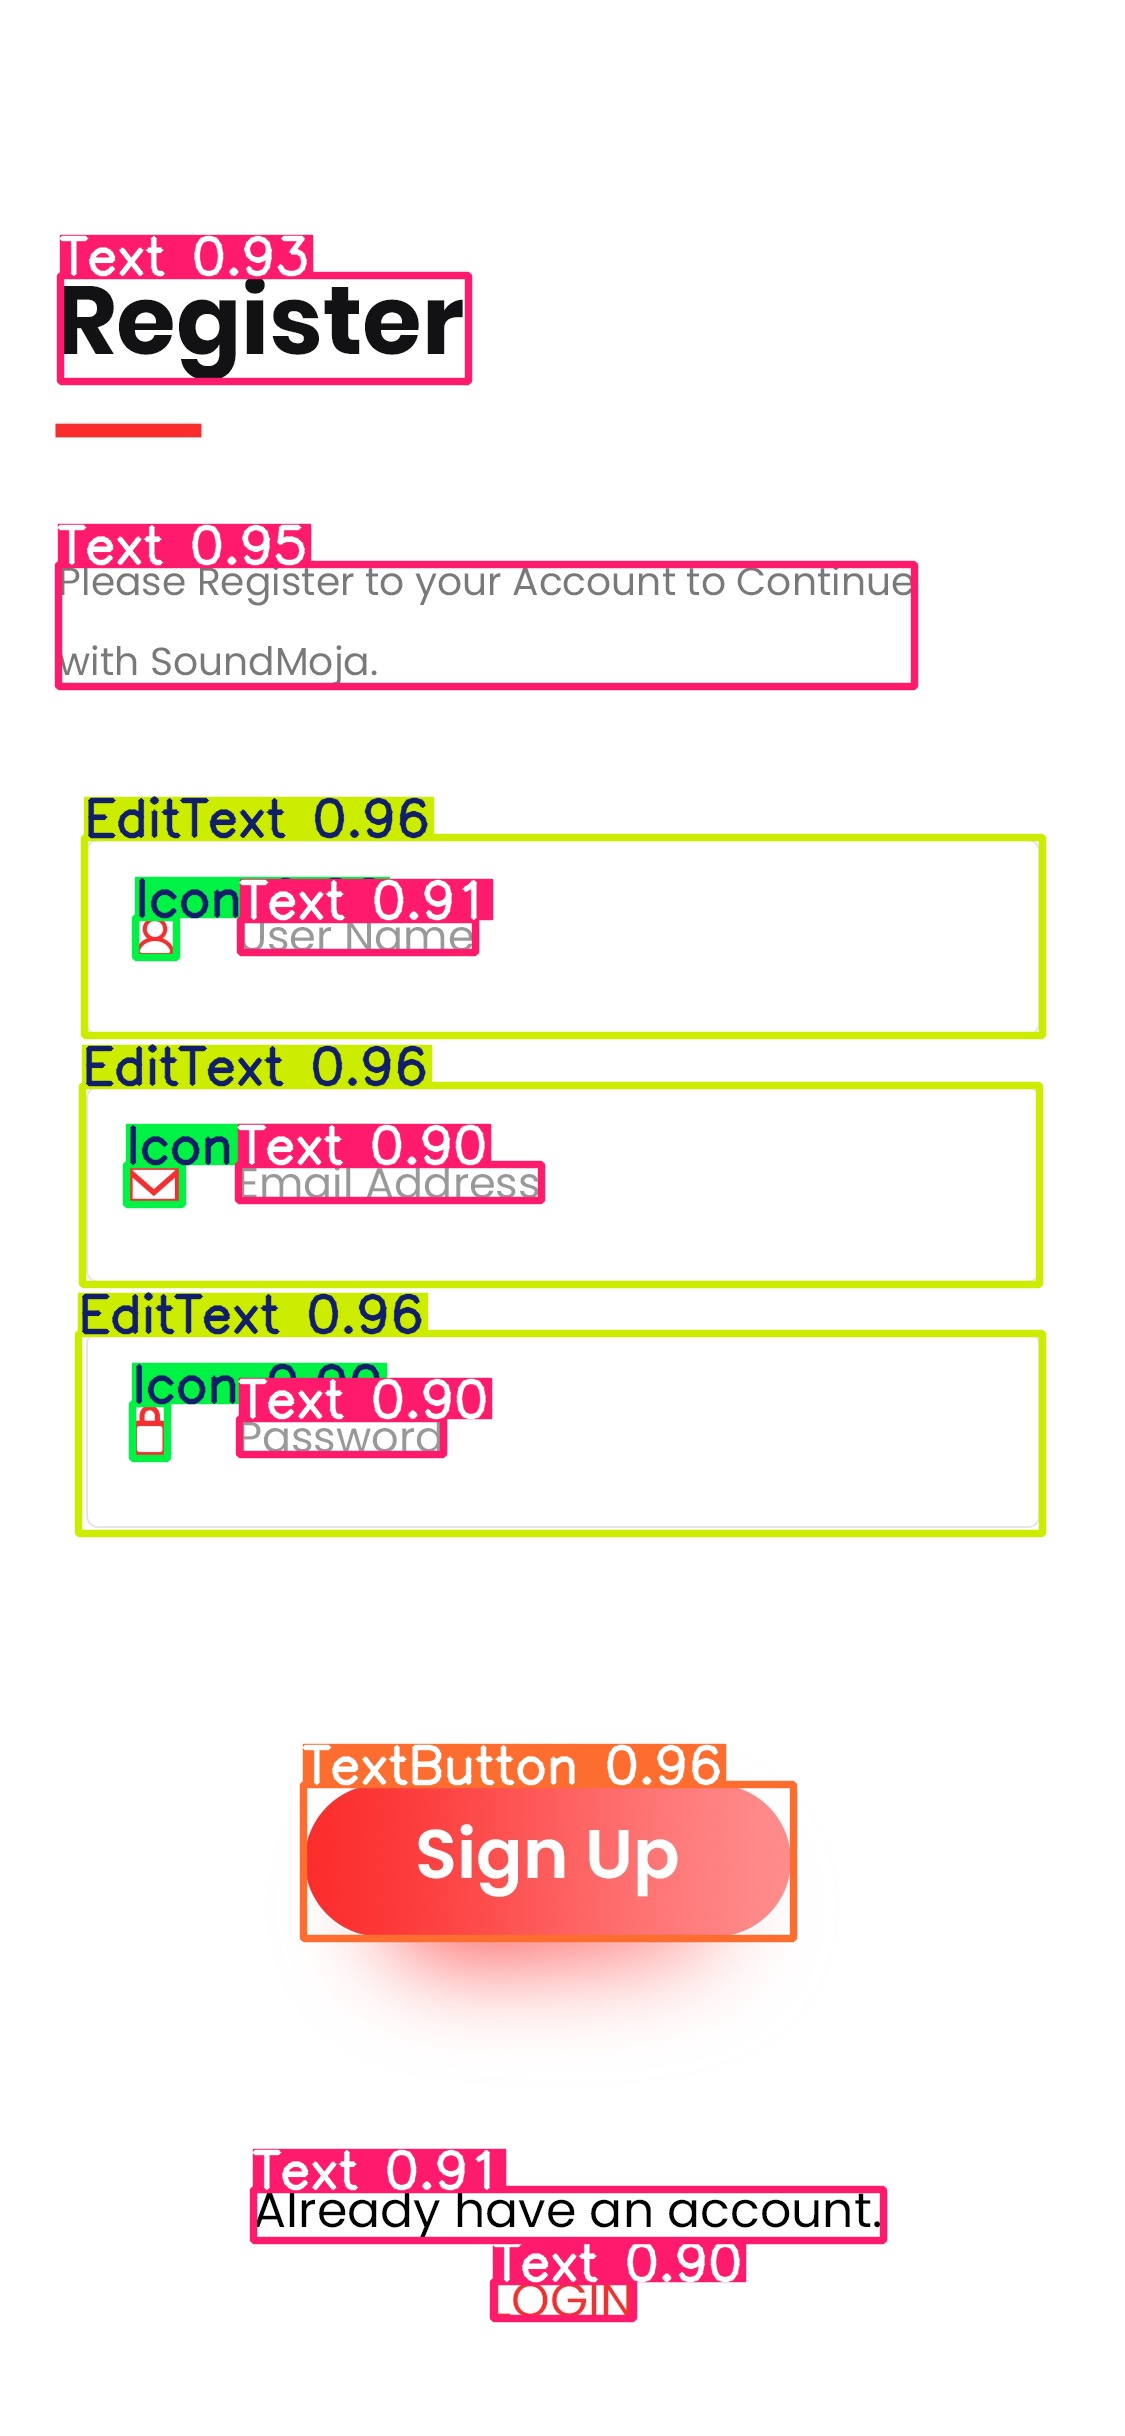 Text 0.93
Register
Text 0.95
Please Register to your Account to Continue
with SoundMoja.
EditText 0.96
Icon Text 0.91
User Name
EditText 0.96
Icon Text 0.90
Email Address
EditText 0.96
Icon
Text 0.90
Password
TextButton 0.96
Sign Up
Text 0.91
Already have an account.
Text 0.90
LOGIN